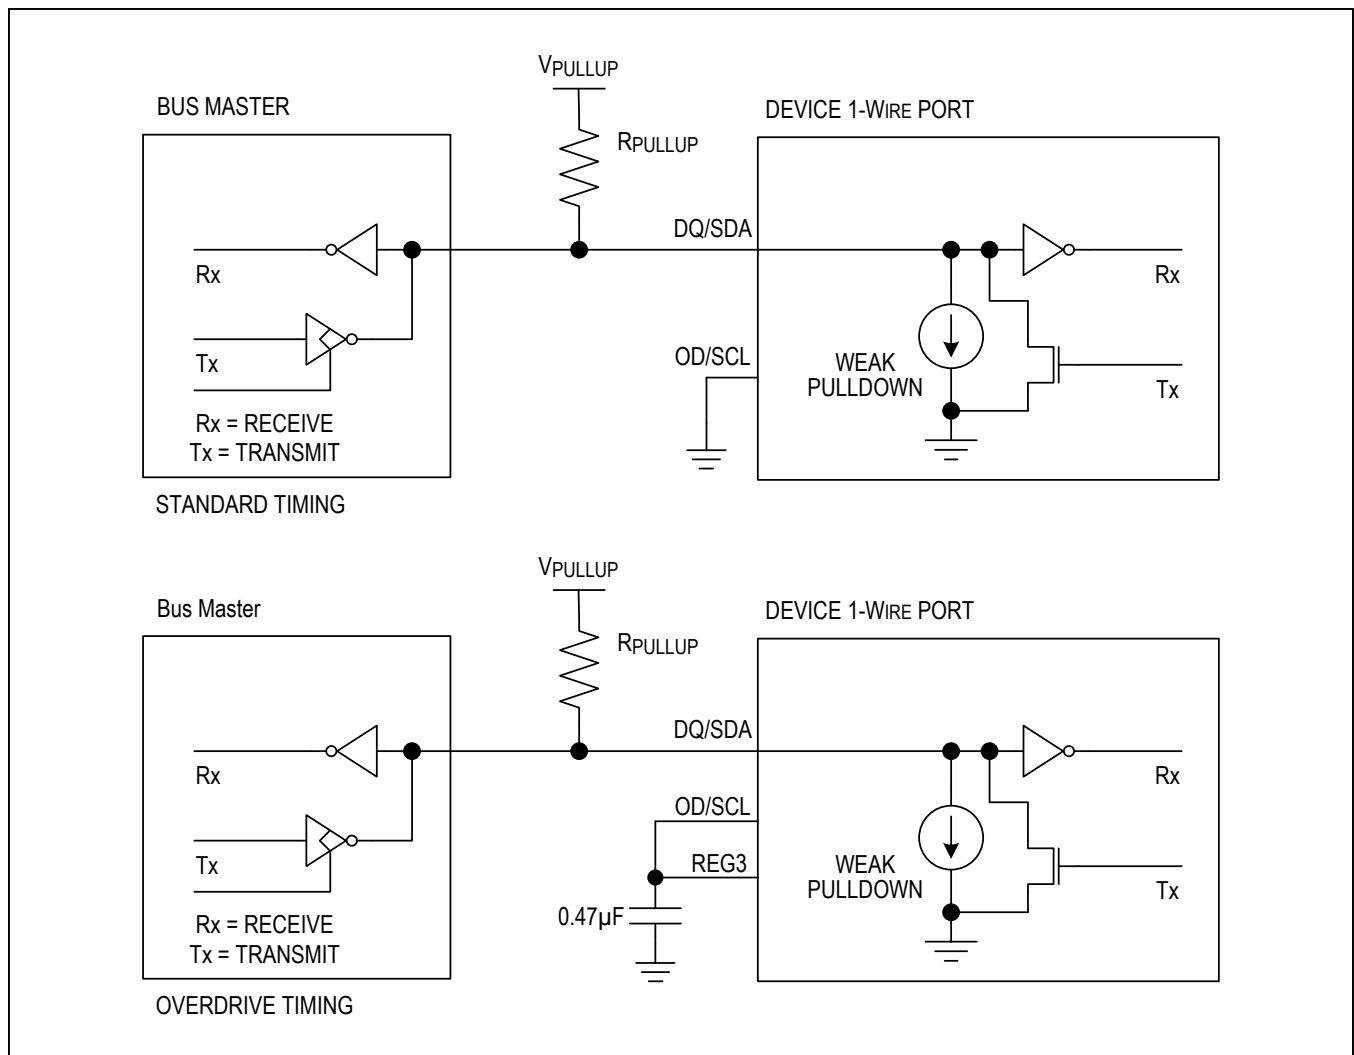 VPULLUP
BUS MASTER
DEVICE 1-WIRE PORT
RPULLUP
DQ/SDA
Rx
Rx
Tx
OD/SCL
WEAK
PULLDOWN
Tx
Rx = RECEIVE
Tx = TRANSMIT
STANDARD TIMING
VPULLUP
Bus Master
DEVICE 1-WIRE PORT
RPULLUP
DQ/SDA
Rx
Rx
OD/SCL
Tx
REG3
WEAK
PULLDOWN
Tx
0.47µF
Rx = RECEIVE
Tx = TRANSMIT
OVERDRIVE TIMING